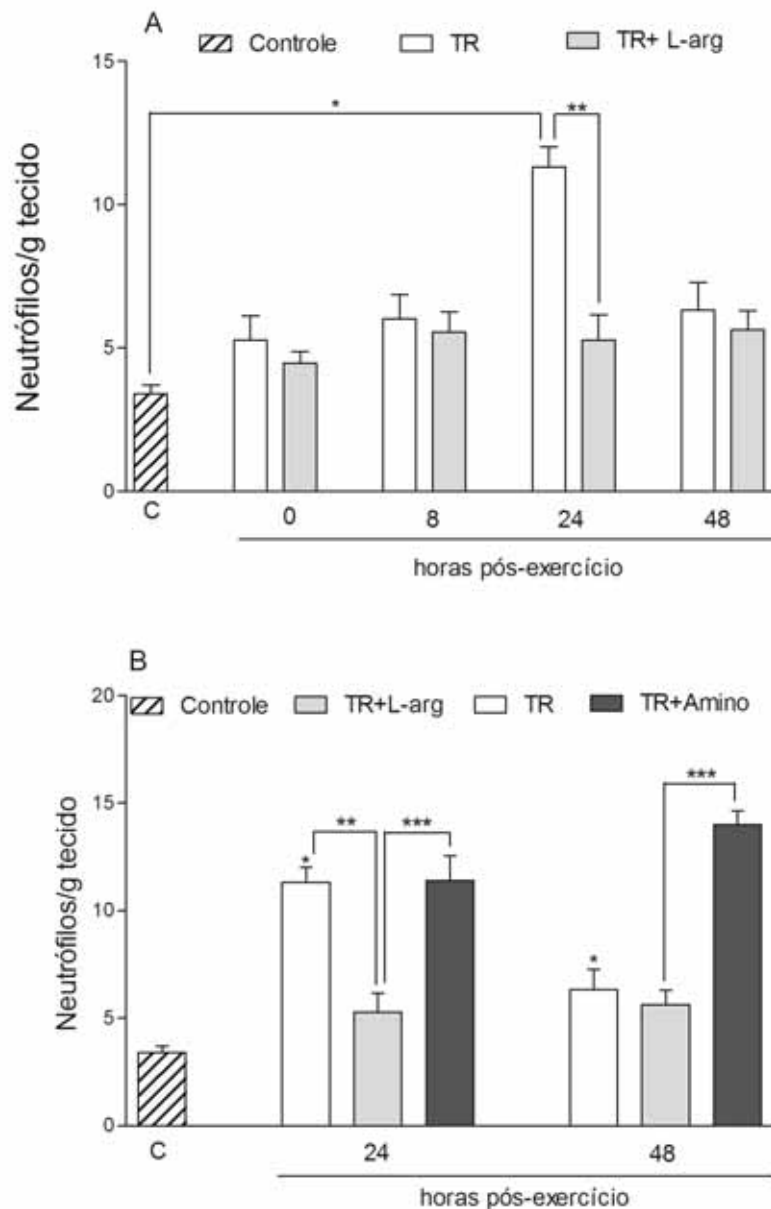 A
Controle TR TR+ L-arg
15
* **
10
5
0
Neutrófilos/g tecido
C 0 8 24 48
horas pós-exercício
B
20
Controle TR+L-arg TR TR+Amino
15
***
** ***
*
10
*
5
0
Neutrófilos/g tecido
C 24 48
horas pós-exercício